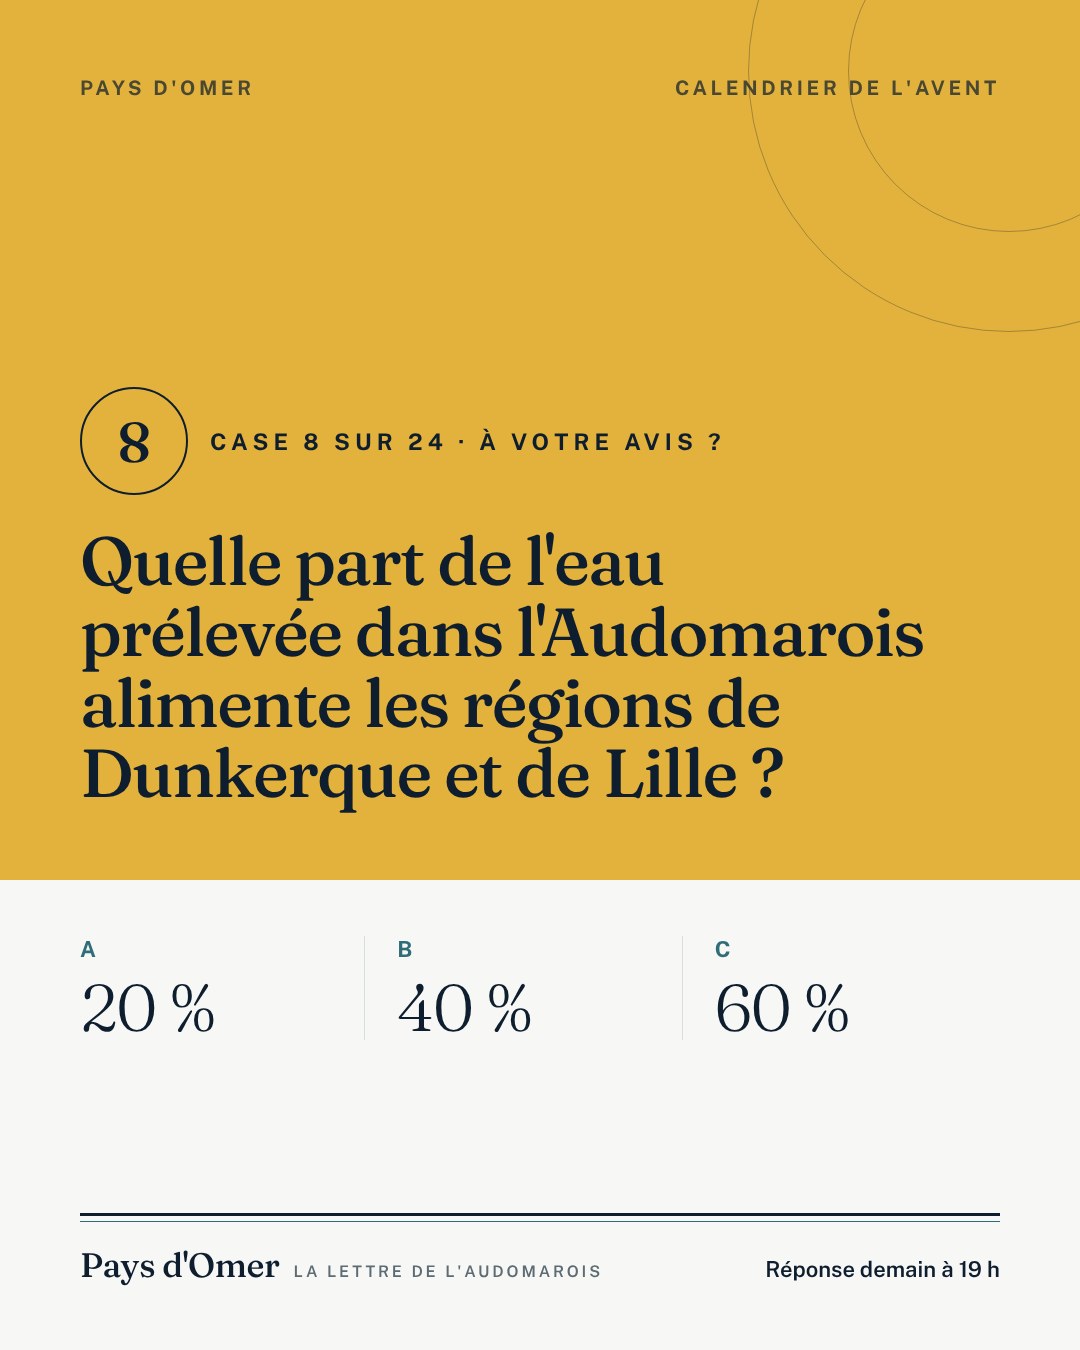 PAYS D'OMER
CALENDRIER DE L'AVENT
8
CASE 8 SUR 24 · À VOTRE AVIS ?
Quelle part de l'eau
prélevée dans l'Audomarois
alimente les régions de
Dunkerque et de Lille ?
A
20 %
B
40 %
C
60 %
Pays d'Omer LA LETTRE DE L'AUDOMAROIS
Réponse demain à 19 h